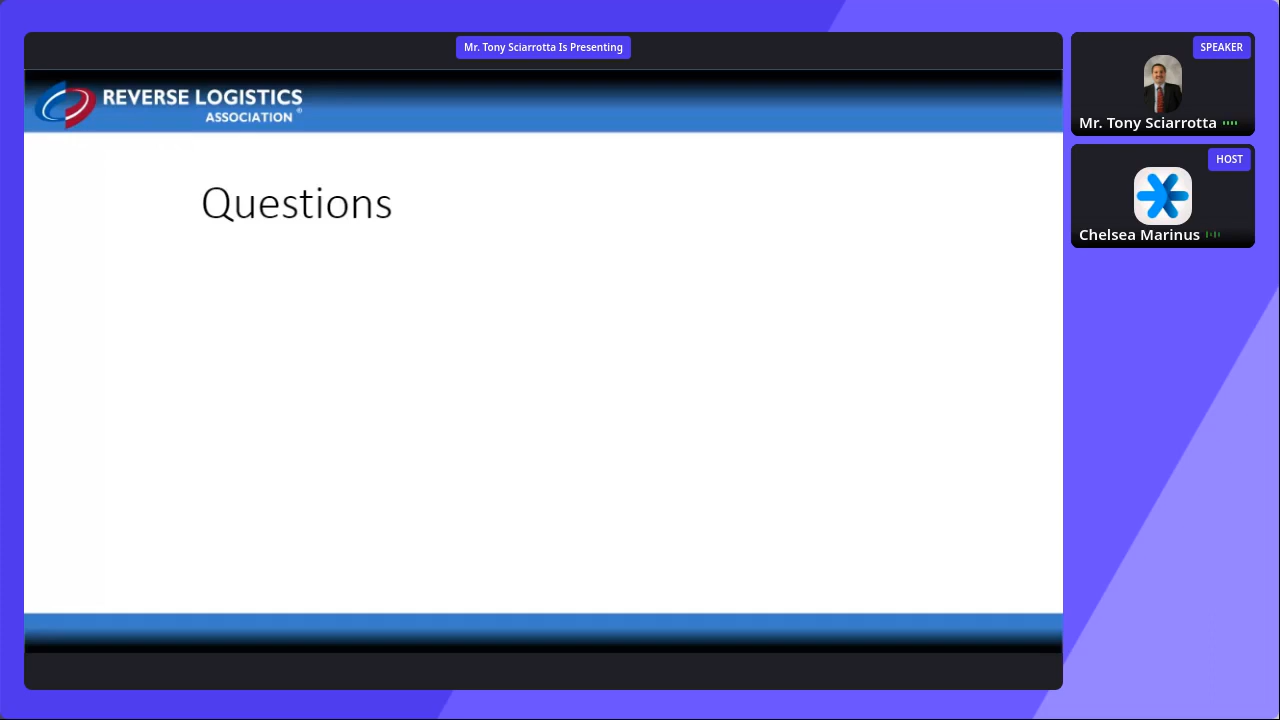 Mr. Tony Sciarrotta Is Presenting
REVERSE LOGISTICS
ASSOCIATION®
Questions
SPEAKER
Mr. Tony Sciarrotta
HOST
Chelsea Marinus